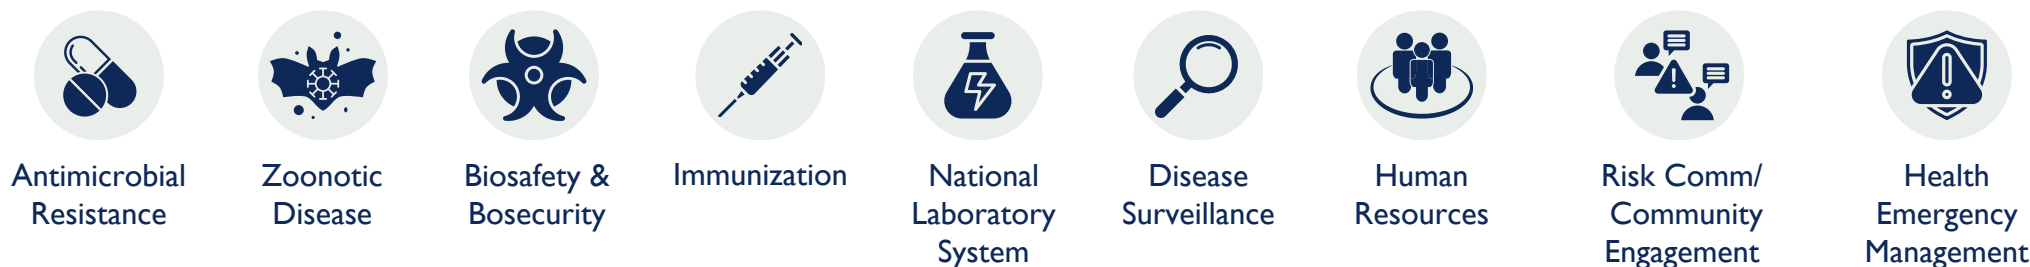 Antimicrobial
Resistance
Zoonotic
Disease
Biosafety &
Bosecurity
Immunization
National
Laboratory
System
Disease
Surveillance
Human
Resources
Risk Comm/
Community
Engagement
Health
Emergency
Management